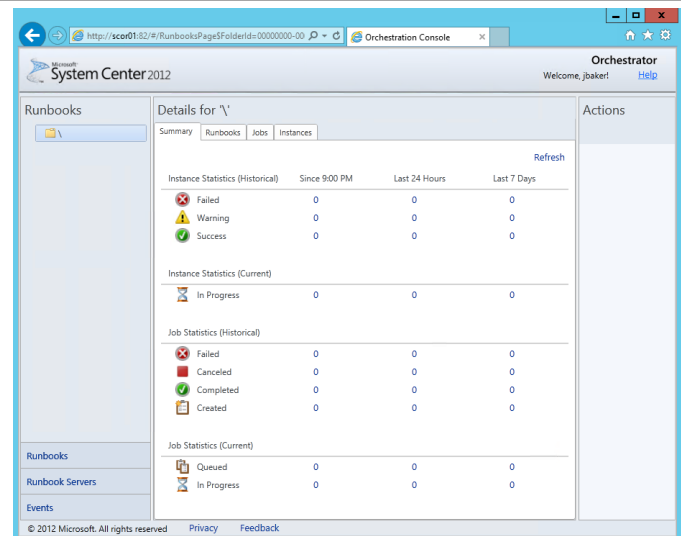 http://scor01:82/#/RunbooksPage$FolderId=00000000-00
Orchestration Console
Microsoft
System Center 2012
Orchestrator
Welcome, jbaker! Help
Runbooks
\
Details for '\'
Summary Runbooks Jobs Instances
Refresh
Instance Statistics (Historical) Since 9:00 PM Last 24 Hours Last 7 Days
Failed 0 0 0
Warning 0 0 0
Success 0 0 0
Instance Statistics (Current)
In Progress 0 0 0
Job Statistics (Historical)
Failed 0 0 0
Canceled 0 0 0
Completed 0 0 0
Created 0 0 0
Job Statistics (Current)
Queued 0 0 0
In Progress 0 0 0
Actions
Runbooks
Runbook Servers
Events
© 2012 Microsoft. All rights reserved Privacy Feedback